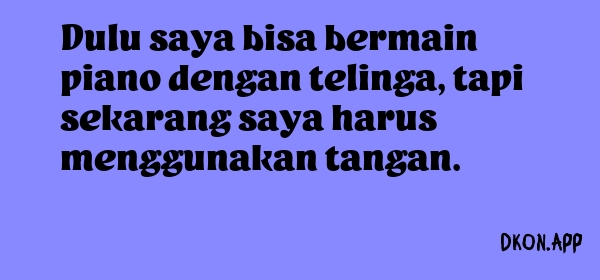 Dulu saya bisa bermain
piano dengan telinga, tapi
sekarang saya harus
menggunakan tangan.
DKON.APP